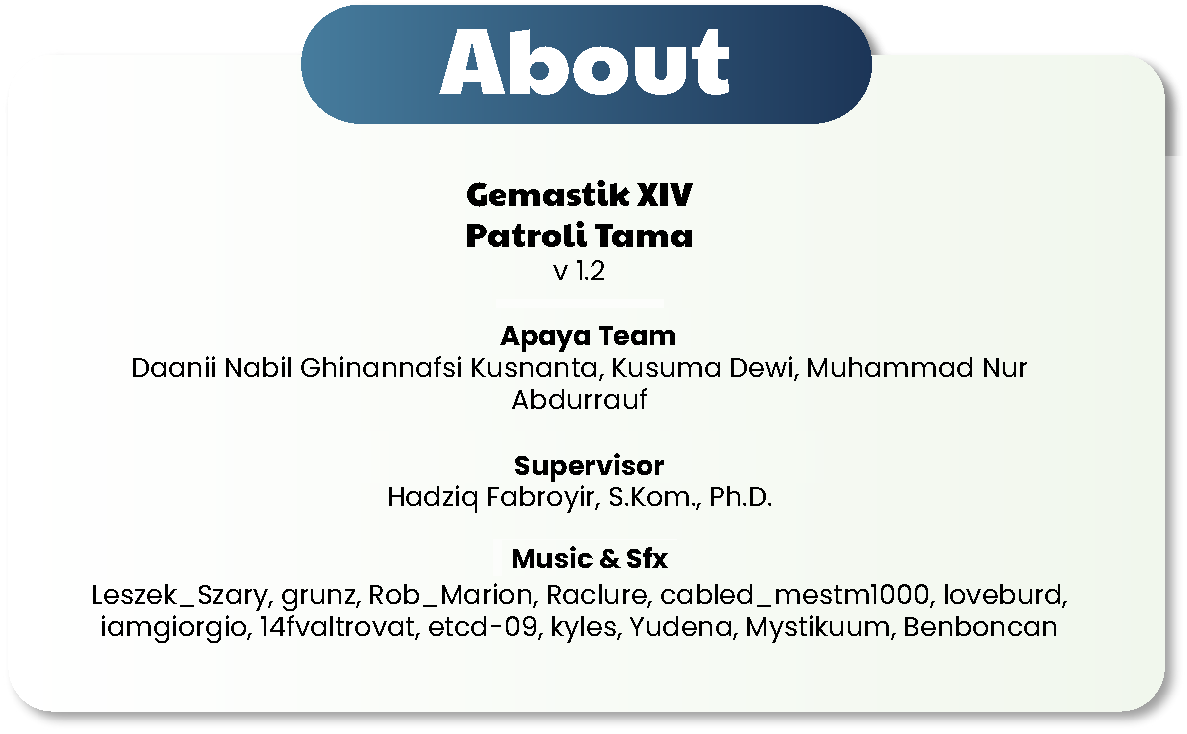 About
Gemastik XIV
Patroli Tama
v 1.2
Apaya Team
Daanii Nabil Ghinannafsi Kusnanta, Kusuma Dewi, Muhammad Nur
Abdurrauf
Supervisor
Hadziq Fabroyir, S.Kom., Ph.D.
Music & Sfx
Leszek_Szary, grunz, Rob_Marion, Raclure, cabled_mestm1000, loveburd,
iamgiorgio, 14fvaltrovat, etcd-09, kyles, Yudena, Mystikuum, Benboncan